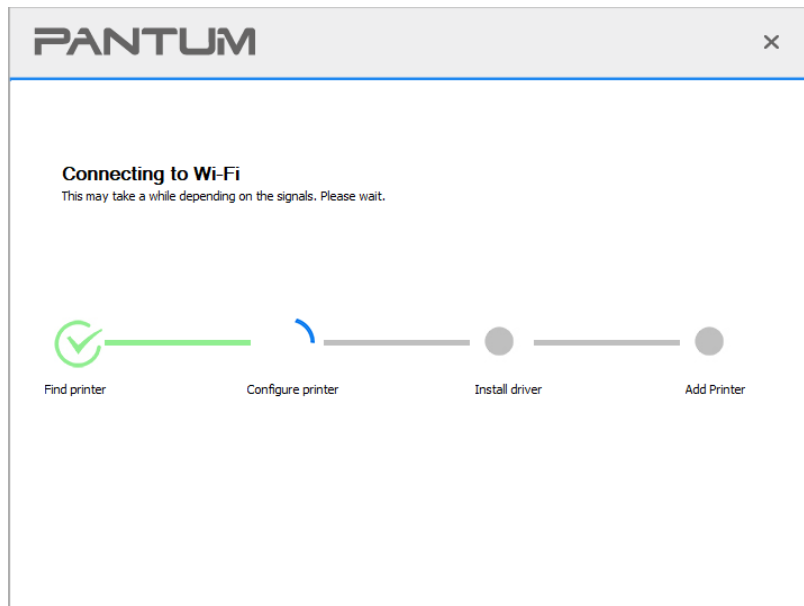 PANTUM
Connecting to Wi-Fi
This may take a while depending on the signals. Please wait.
Find printer
Configure printer
Install driver
Add Printer